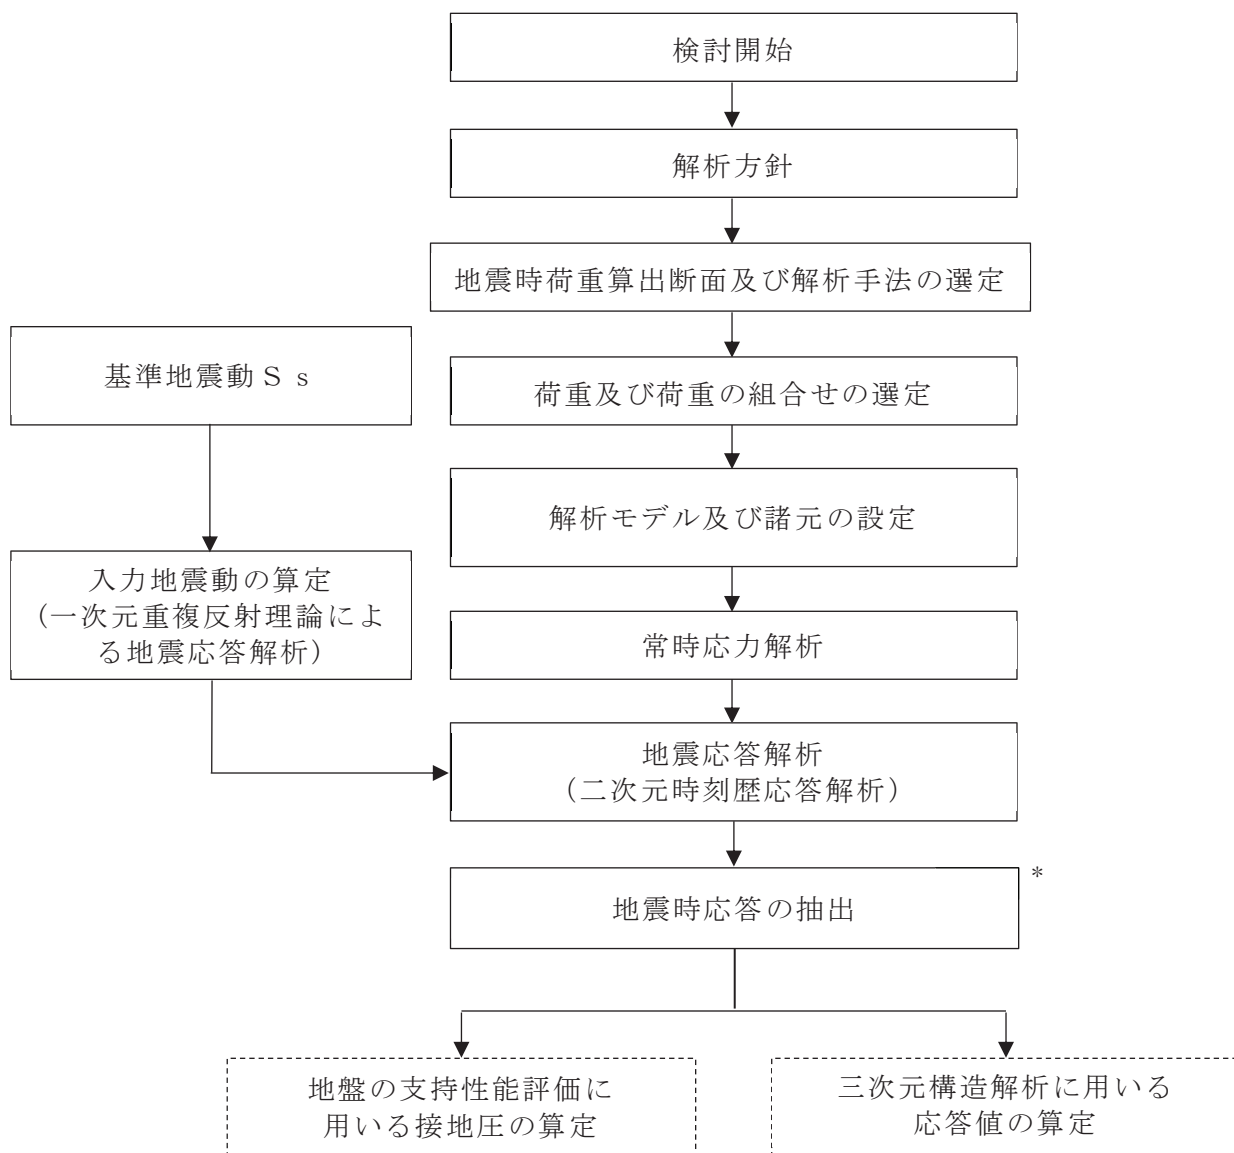 検討開始
解析方針
地震時荷重算出断面及び解析手法の選定
基準地震動Ｓｓ
荷重及び荷重の組合せの選定
解析モデル及び諸元の設定
入力地震動の算定
(一次元重複反射理論によ
る地震応答解析)
常時応力解析
地震応答解析
(二次元時刻歴応答解析)
地震時応答の抽出
*
地盤の支持性能評価に
用いる接地圧の算定
三次元構造解析に用いる
応答値の算定